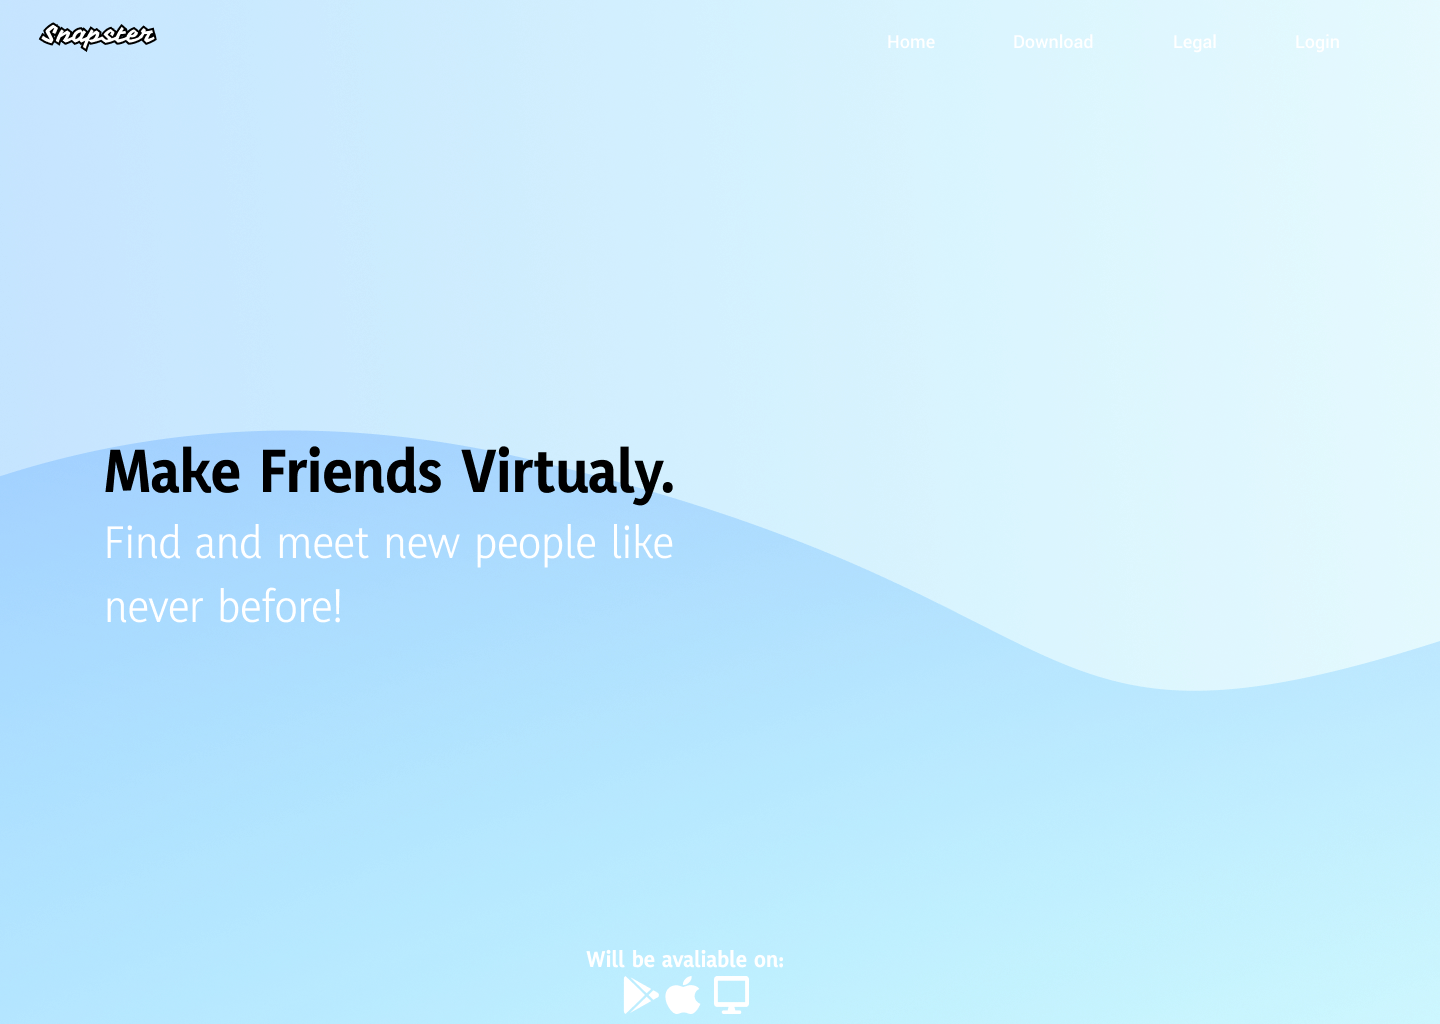 Snapster
Home Download Legal Login
Make Friends Virtualy.
Find and meet new people like
never before!
Will be avaliable on: